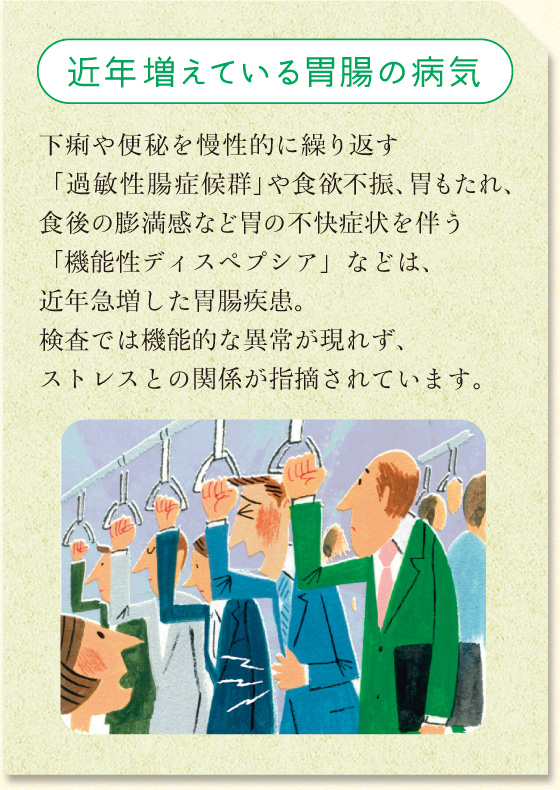 近年増えている胃腸の病気
下痢や便秘を慢性的に繰り返す
「過敏性腸症候群」や食欲不振、胃もたれ、
食後の膨満感など胃の不快症状を伴う
「機能性ディスペプシア」などは、
近年急増した胃腸疾患。
検査では機能的な異常が現れず、
ストレスとの関係が指摘されています。